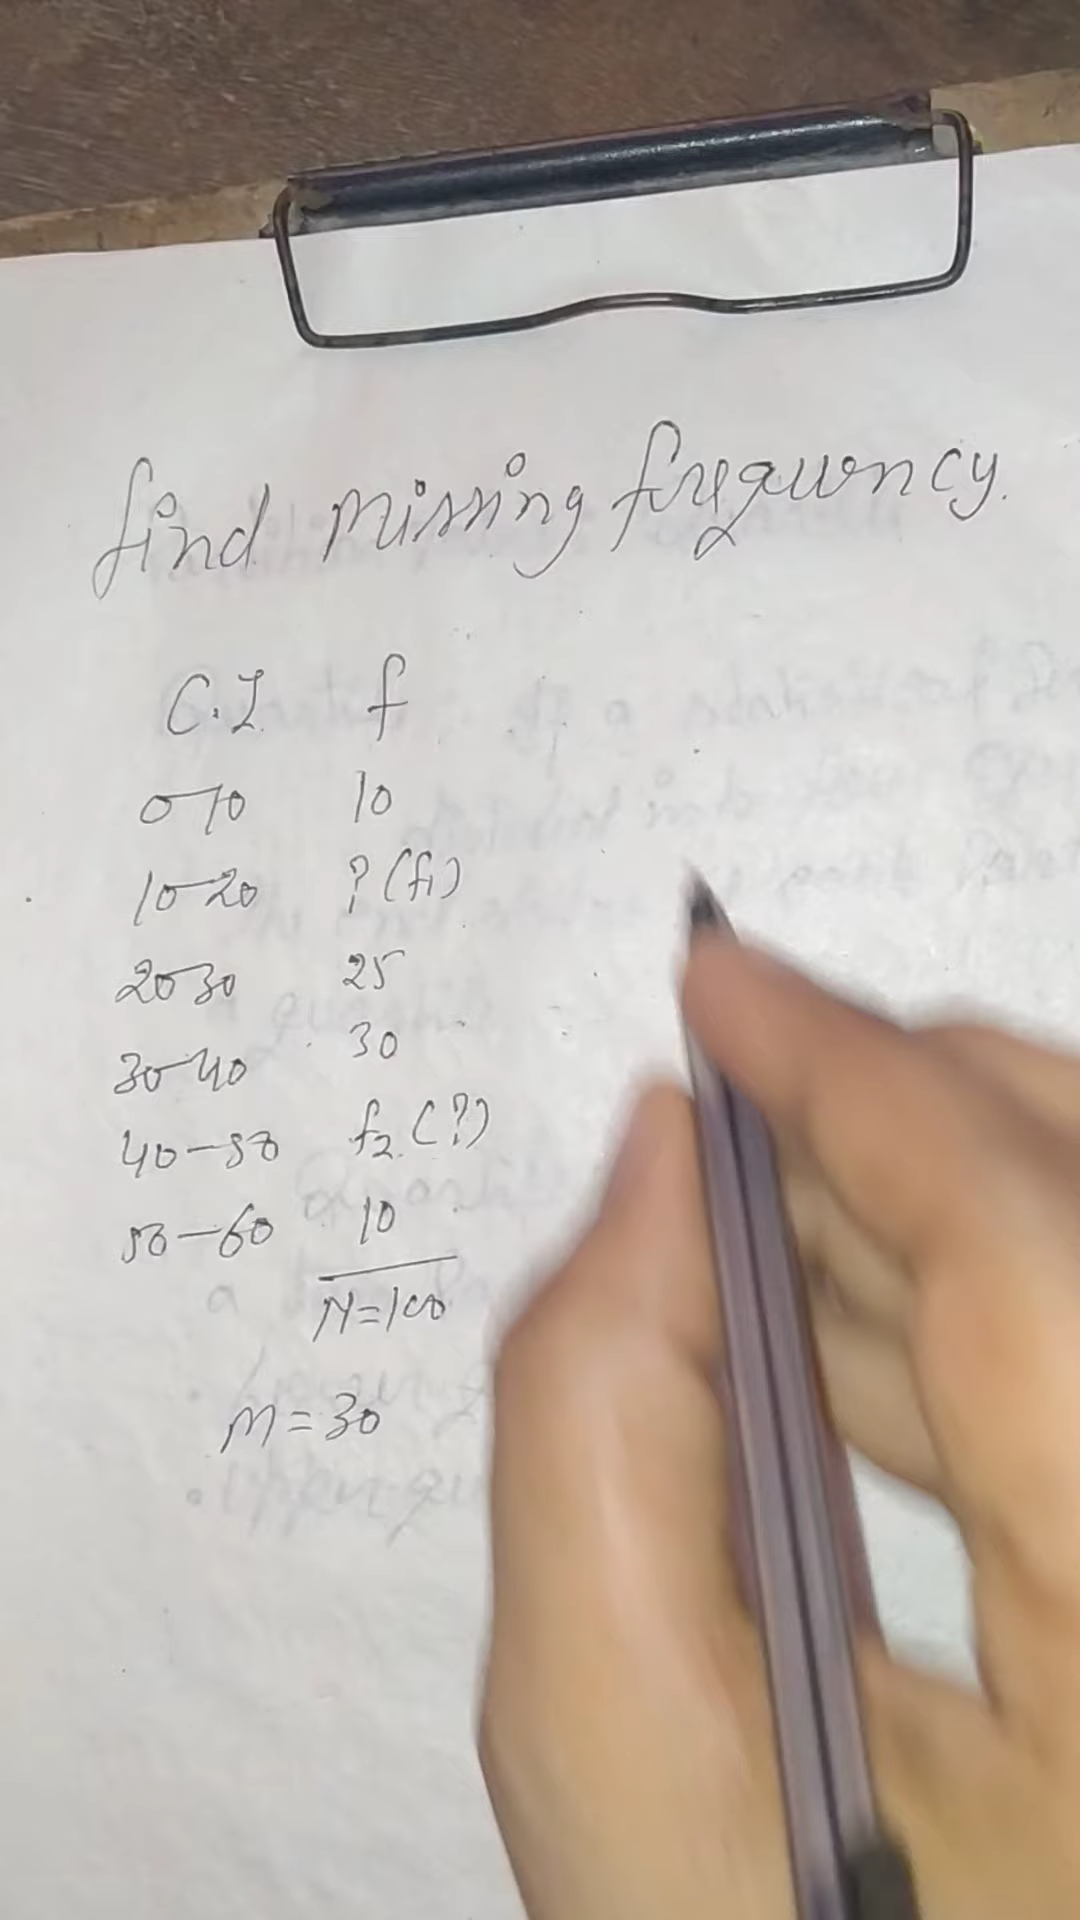 find missing frequency.
C.I f
0-10 10
10-20 ? (f1)
20-30 25
30-40 30
40-50 f2 (?)
50-60 10
N=100
M=30